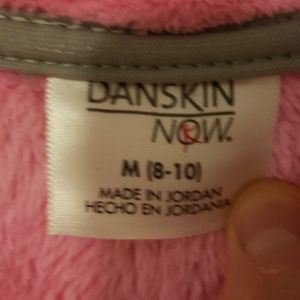 DANSKIN
NOW.
M (8-10)
MADE IN JORDAN
HECHO EN JORDANIA